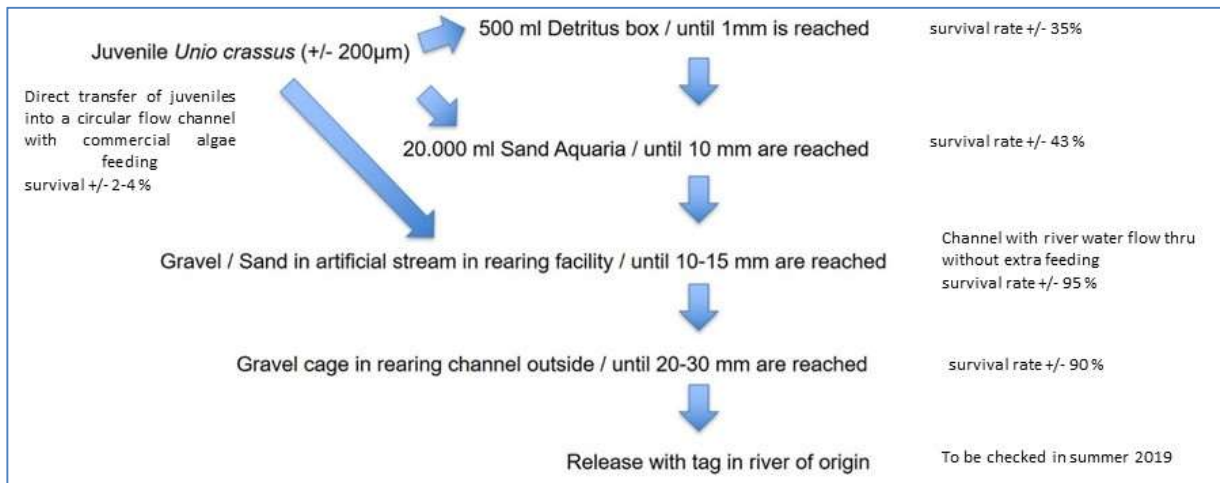 500 ml Detritus box / until 1mm is reached
survival rate +/- 35%
Juvenile Unio crassus (+/- 200µm)
Direct transfer of juveniles
into a circular flow channel
with commercial algae
feeding
survival +/- 2-4 %
20.000 ml Sand Aquaria / until 10 mm are reached
survival rate +/- 43 %
Gravel / Sand in artificial stream in rearing facility / until 10-15 mm are reached
Channel with river water flow thru
without extra feeding
survival rate +/- 95 %
Gravel cage in rearing channel outside / until 20-30 mm are reached
survival rate +/- 90 %
Release with tag in river of origin
To be checked in summer 2019